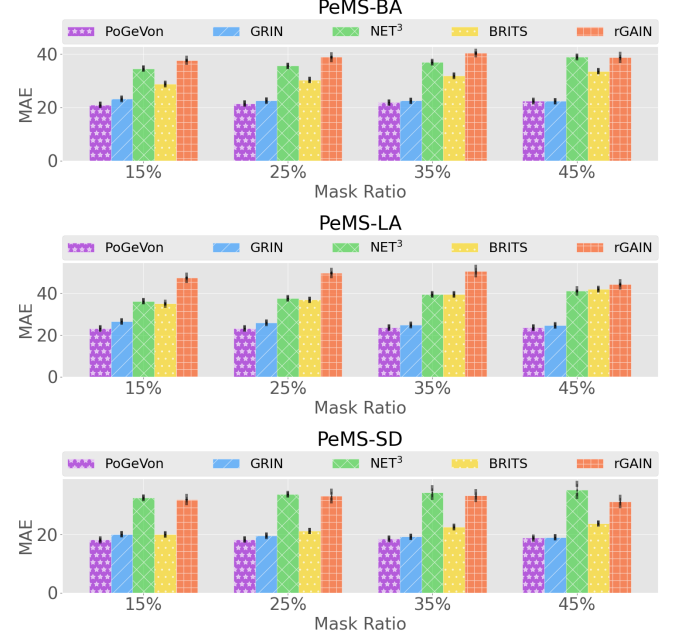 PeMS-BA
PoGeVon GRIN NET³ BRITS rGAIN
40
20
0
MAE
15% 25% 35% 45%
Mask Ratio
PeMS-LA
PoGeVon GRIN NET³ BRITS rGAIN
40
20
0
MAE
15% 25% 35% 45%
Mask Ratio
PeMS-SD
PoGeVon GRIN NET³ BRITS rGAIN
20
0
MAE
15% 25% 35% 45%
Mask Ratio